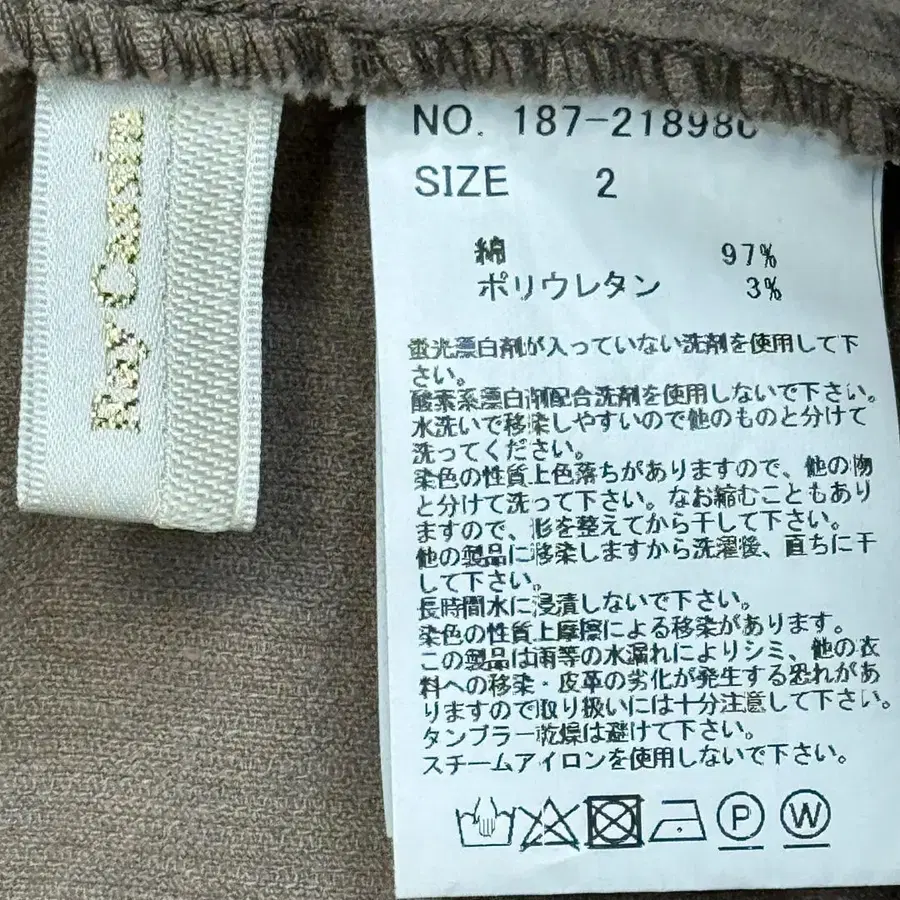 Ray Cassin
NO. 187-218980
SIZE 2
綿 97%
ポリウレタン 3%
蛍光漂白剤が入っていない洗剤を使用して下
さい。
酸素系漂白剤配合洗剤を使用しないで下さい。
水洗いで移染しやすいので他のものと分けて
洗ってください。
染色の性質上色落ちがありますので、他の物
と分けて洗って下さい。なお縮むこともあり
ますので、形を整えてから干して下さい。
他の製品に移染しますから洗濯後、直ちに干
して下さい。
長時間水に浸漬しないで下さい。
染色の性質上摩擦による移染があります。
この製品は雨等の水漏れによりシミ、他の衣
料への移染・皮革の劣化が発生する恐れがあ
りますので取り扱いには十分注意して下さい。
タンブラー乾燥は避けて下さい。
スチームアイロンを使用しないで下さい。
P W